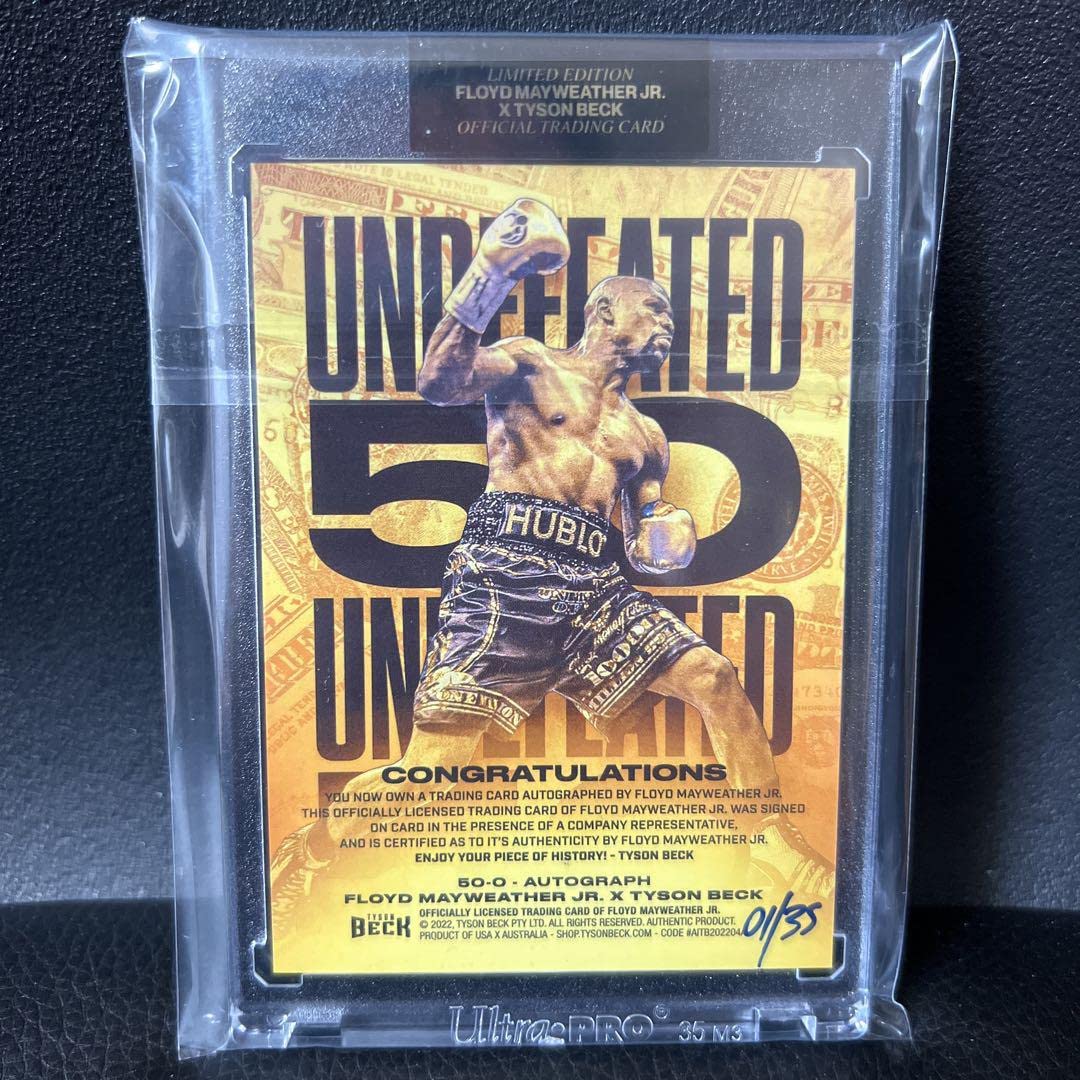 LIMITED EDITION
FLOYD MAYWEATHER JR.
X TYSON BECK
OFFICIAL TRADING CARD
UNDEFEATED
50
UNDEFEATED
HUBLO
CONGRATULATIONS
YOU NOW OWN A TRADING CARD AUTOGRAPHED BY FLOYD MAYWEATHER JR.
THIS OFFICIALLY LICENSED TRADING CARD OF FLOYD MAYWEATHER JR. WAS SIGNED
ON CARD IN THE PRESENCE OF A COMPANY REPRESENTATIVE,
AND IS CERTIFIED AS TO IT'S AUTHENTICITY BY FLOYD MAYWEATHER JR.
ENJOY YOUR PIECE OF HISTORY! - TYSON BECK
50-0 - AUTOGRAPH
FLOYD MAYWEATHER JR. X TYSON BECK
TYSON
BECK
OFFICIALLY LICENSED TRADING CARD OF FLOYD MAYWEATHER JR.
© 2022, TYSON BECK PTY LTD. ALL RIGHTS RESERVED. AUTHENTIC PRODUCT.
PRODUCT OF USA X AUSTRALIA - SHOP.TYSONBECK.COM - CODE #AITB202204
01/35
Ultra·PRO® 35 M3